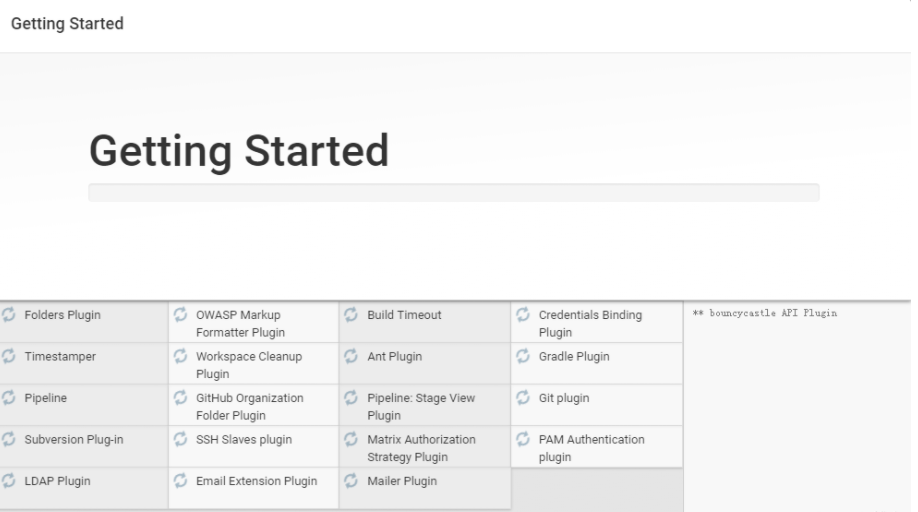 Getting Started
Getting Started
Folders Plugin
OWASP Markup
Formatter Plugin
Build Timeout
Credentials Binding
Plugin
** bouncycastle API Plugin
Timestamper
Workspace Cleanup
Plugin
Ant Plugin
Gradle Plugin
Pipeline
GitHub Organization
Folder Plugin
Pipeline: Stage View
Plugin
Git plugin
Subversion Plug-in
SSH Slaves plugin
Matrix Authorization
Strategy Plugin
PAM Authentication
plugin
LDAP Plugin
Email Extension Plugin
Mailer Plugin